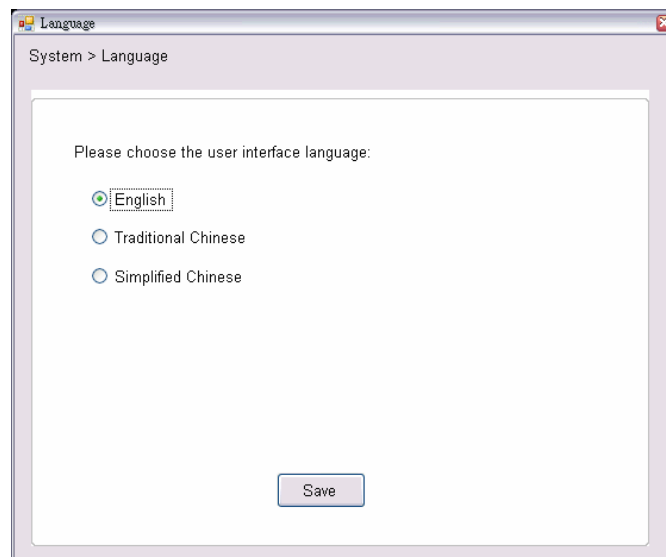 Language
System > Language
Please choose the user interface language:
English
Traditional Chinese
Simplified Chinese
Save